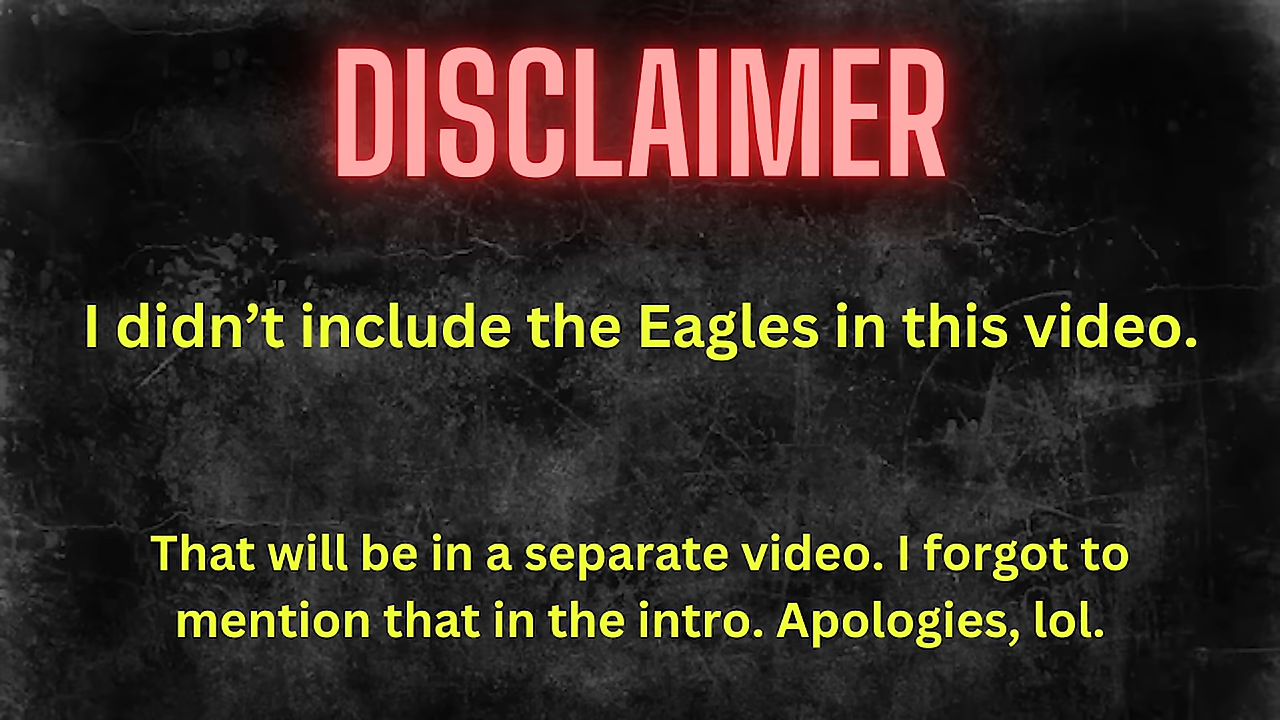 DISCLAIMER
I didn’t include the Eagles in this video.
That will be in a separate video. I forgot to
mention that in the intro. Apologies, lol.